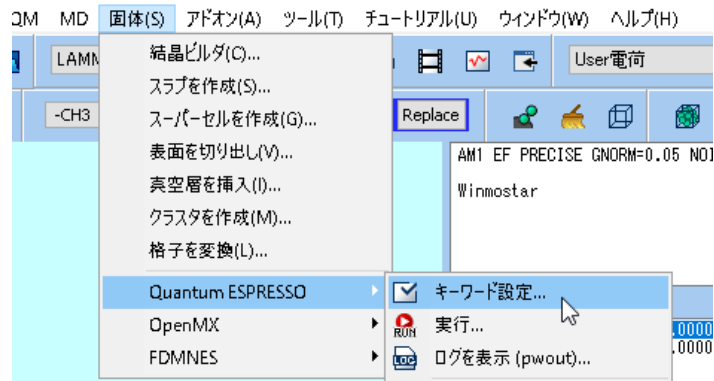 QM MD 固体(S) アドオン(A) ツール(T) チュートリアル(U) ウィンドウ(W) ヘルプ(H)
LAMM
User電荷
結晶ビルダ(C)...
スラブを作成(S)...
-CH3
Replace
スーパーセルを作成(G)...
表面を切り出し(V)...
AM1 EF PRECISE GNORM=0.05 NOI
真空層を挿入(I)...
Winmostar
クラスタを作成(M)...
格子を変換(L)...
Quantum ESPRESSO
キーワード設定...
OpenMX
RUN 実行...
.0000
FDMNES
LOG ログを表示 (pwout)...
.0000